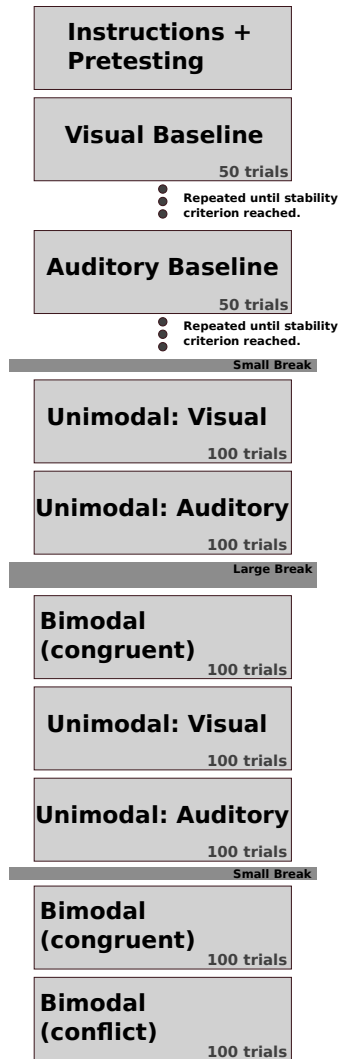 Instructions +
Pretesting
Visual Baseline
50 trials
Repeated until stability
criterion reached.
Auditory Baseline
50 trials
Repeated until stability
criterion reached.
Small Break
Unimodal: Visual
100 trials
Unimodal: Auditory
100 trials
Large Break
Bimodal
(congruent)
100 trials
Unimodal: Visual
100 trials
Unimodal: Auditory
100 trials
Small Break
Bimodal
(congruent)
100 trials
Bimodal
(conflict)
100 trials